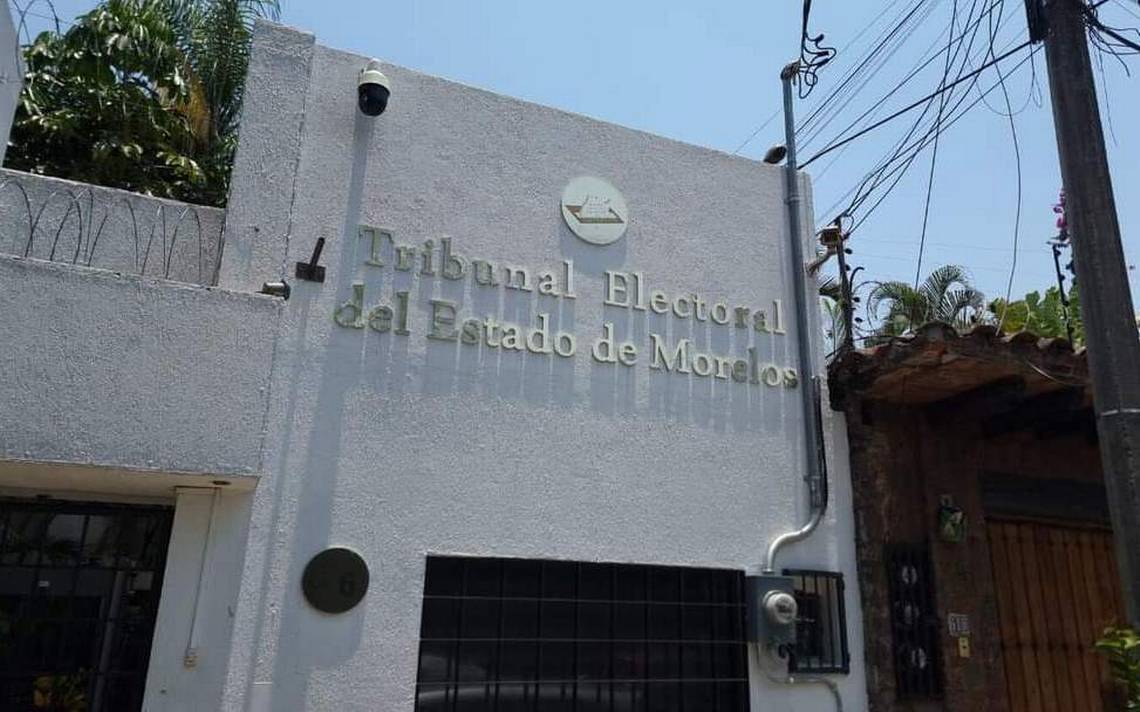 Tribunal Electoral
del Estado de Morelos